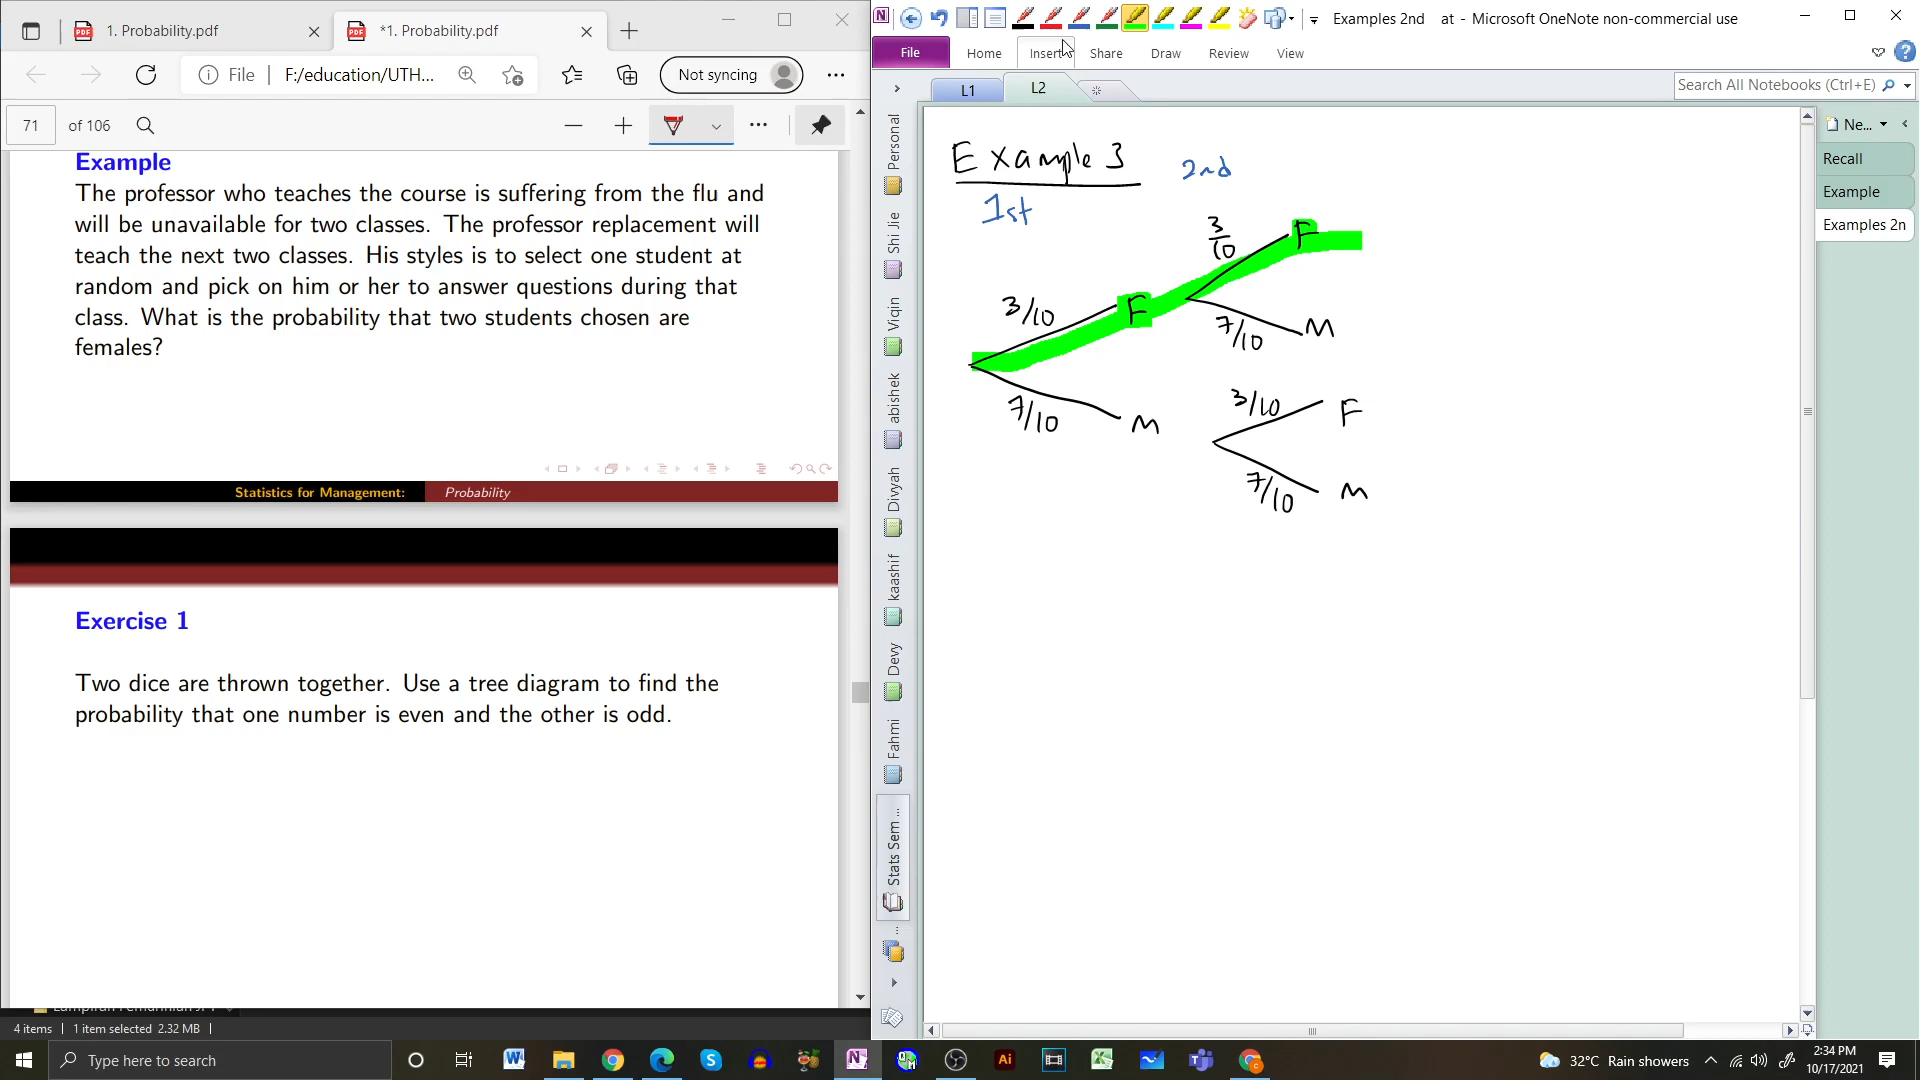 1. Probability.pdf
*1. Probability.pdf
File
F:/education/UTH...
Not syncing
71 of 106
Example
The professor who teaches the course is suffering from the flu and
will be unavailable for two classes. The professor replacement will
teach the next two classes. His styles is to select one student at
random and pick on him or her to answer questions during that
class. What is the probability that two students chosen are
females?
Statistics for Management: Probability
Exercise 1
Two dice are thrown together. Use a tree diagram to find the
probability that one number is even and the other is odd.
4 items 1 item selected 2.32 MB
Examples 2nd at - Microsoft OneNote non-commercial use
File Home Insert Share Draw Review View
L1 L2
Search All Notebooks (Ctrl+E)
Ne...
Recall
Example
Examples 2n
Personal
Shi Jie
Viqin
abishek
Divyah
kaashif
Devy
Fahmi
Stats Sem ...
Example 3
2nd
1st
3/10 F
3/10 F
7/10 M
7/10 M
3/10 F
7/10 M
Type here to search
32°C Rain showers
2:34 PM
10/17/2021